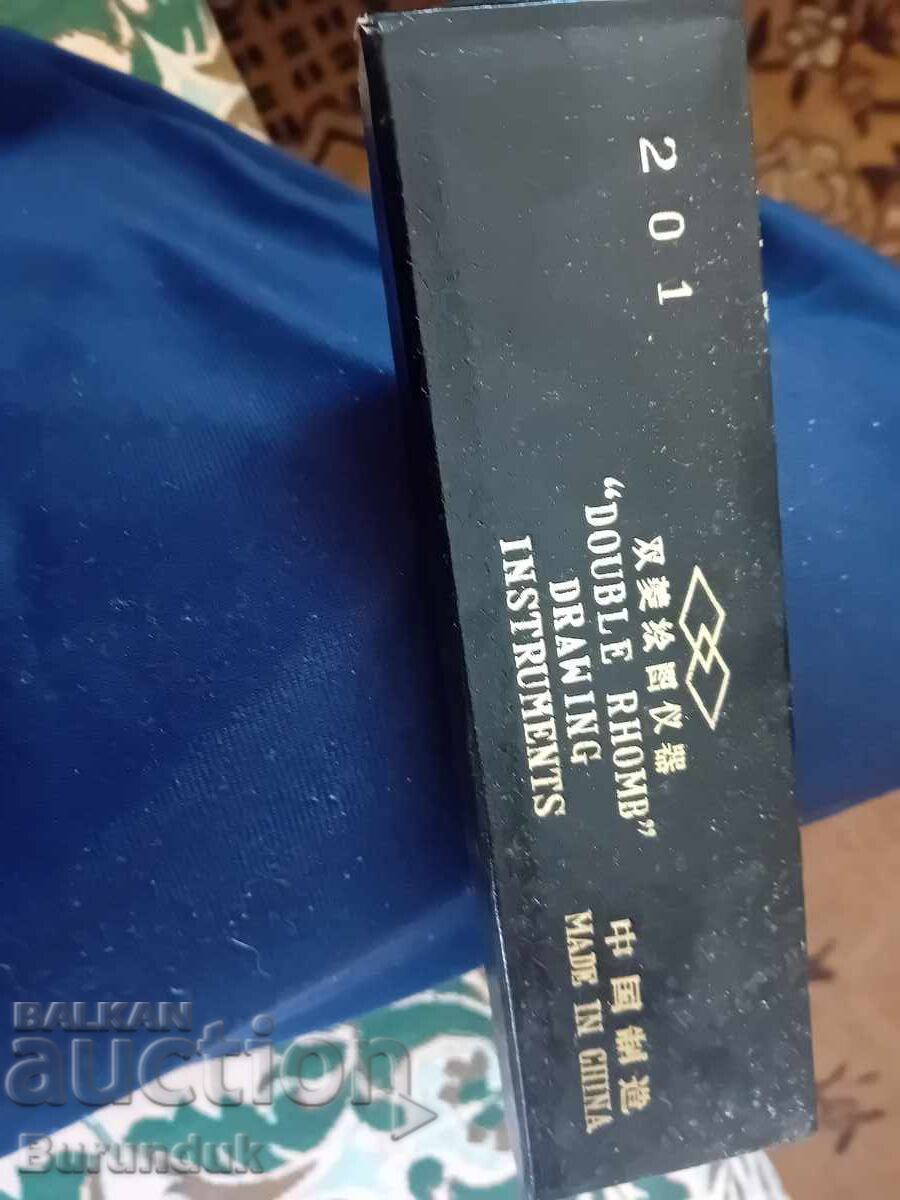 201
双菱绘图仪器
“DOUBLE RHOMB”
DRAWING
INSTRUMENTS
中国制造
MADE IN CHINA
BALKAN
auction
Burunduk